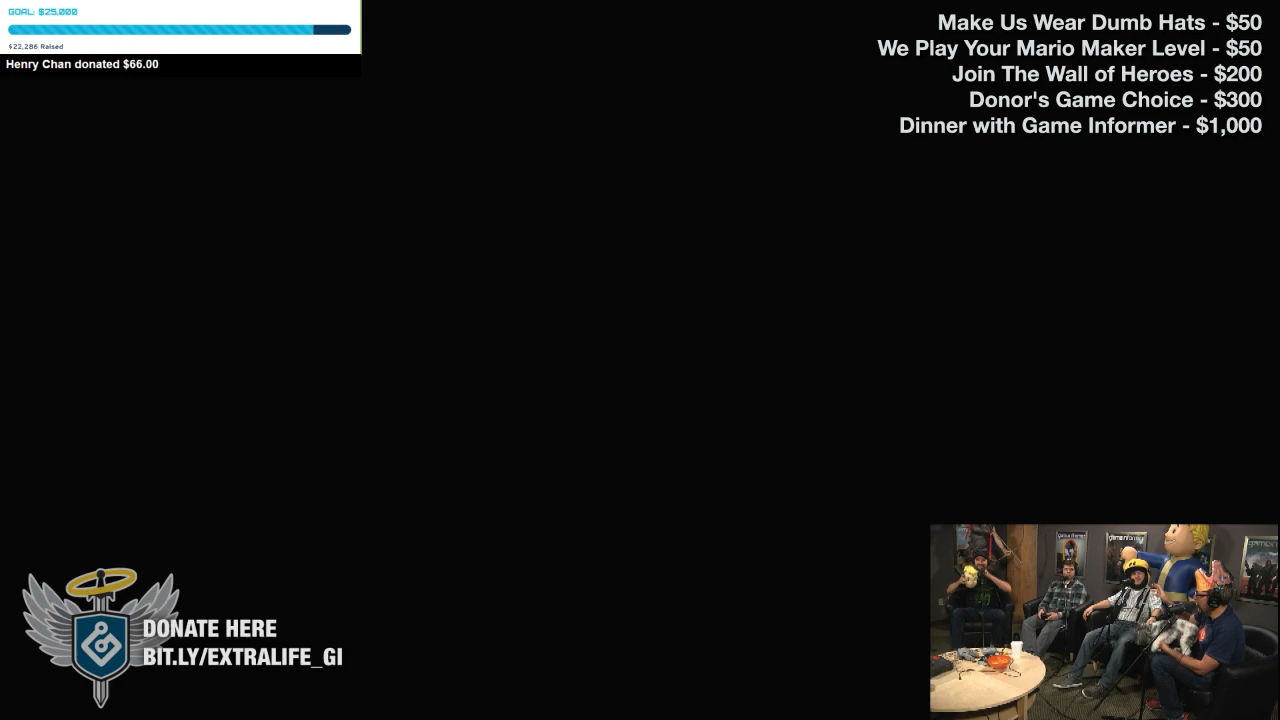 GOAL: $25,000
$22,286 Raised
Henry Chan donated $66.00
Make Us Wear Dumb Hats - $50
We Play Your Mario Maker Level - $50
Join The Wall of Heroes - $200
Donor's Game Choice - $300
Dinner with Game Informer - $1,000
DONATE HERE
BIT.LY/EXTRALIFE_GI